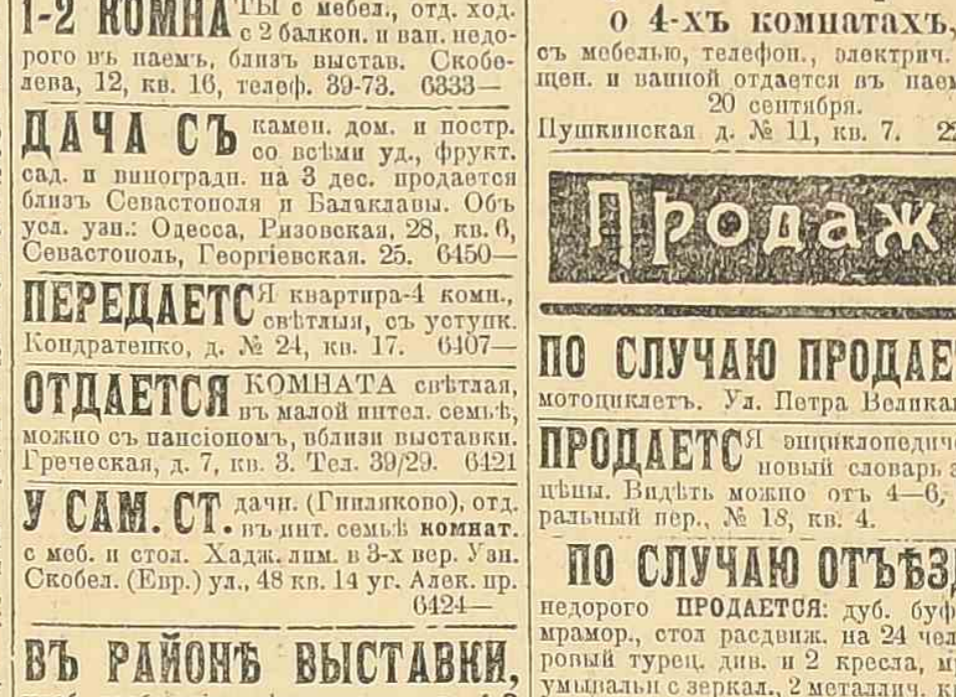 1-2 КОМНАТЫ с мебел., отд. ход.
с 2 балкон. и ван. недо-
рого въ наемъ, близъ выстав. Скобе-
лева, 12, кв. 16, телеф. 39-73. 6333—
ДАЧА СЪ камен. дом. и постр.
со всѣми уд., фрукт.
сад. и виноградн. на 3 дес. продается
близъ Севастополя и Балаклавы. Объ
усл. узн.: Одесса, Ризовская, 28, кв. 6,
Севастополь, Георгіевская. 25. 6450—
ПЕРЕДАЕТСЯ квартира-4 комн.,
свѣтлыя, съ уступк.
Кондратенко, д. № 24, кв. 17. 6407—
ОТДАЕТСЯ КОМНАТА свѣтлая,
въ малой интел. семьѣ,
можно съ пансіономъ, вблизи выставки.
Греческая, д. 7, кв. 3. Тел. 39/29. 6421
У САМ. СТ. дачн. (Гниляково), отд.
въ инт. семьѣ комнат.
с меб. и стол. Хадж. лим. в 3-х вер. Узн.
Скобел. (Евр.) ул., 48 кв. 14 уг. Алек. пр.
6424—
ВЪ РАЙОНѢ ВЫСТАВКИ,
о 4-хъ комнатахъ,
съ мебелью, телефон., электрич.
щен. и ванной отдается въ наем
20 сентября.
Пушкинская д. № 11, кв. 7.
Продаж
ПО СЛУЧАЮ ПРОДАЕ
мотоциклетъ. Ул. Петра Велика
ПРОДАЕТСЯ энциклопедич
новый словарь
цѣны. Видѣть можно отъ 4—6,
ральный пер., № 18, кв. 4.
ПО СЛУЧАЮ ОТЪѢЗ
недорого ПРОДАЕТСЯ: дуб. буф
мрамор., стол раздвиж. на 24 чел
ровый турец. див. и 2 кресла, м
умывальн с зеркал., 2 металлич. к